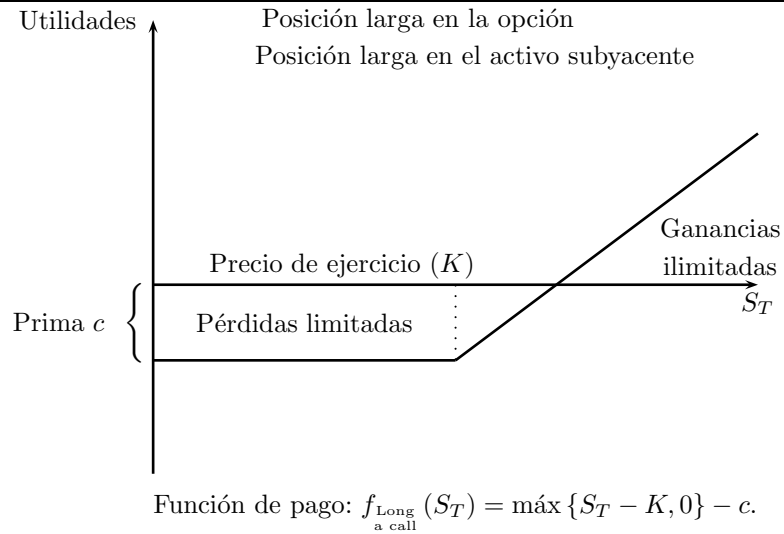 Utilidades
Posición larga en la opción
Posición larga en el activo subyacente
Ganancias
ilimitadas
Precio de ejercicio (K)
S_T
Prima c
Pérdidas limitadas
Función de pago: f_{Long a call} (S_T) = máx {S_T − K, 0} − c.